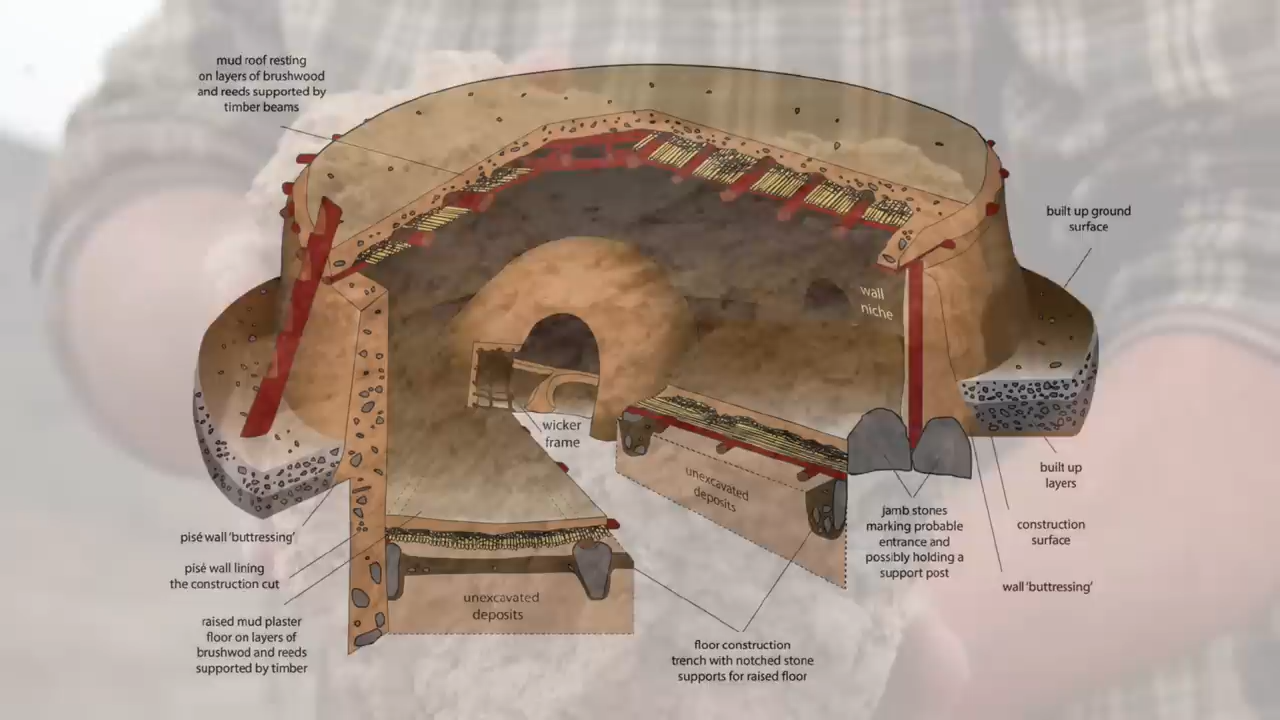 mud roof resting
on layers of brushwood
and reeds supported by
timber beams
built up ground
surface
wall
niche
wicker
frame
unexcavated
deposits
built up
layers
jamb stones
marking probable
entrance and
possibly holding a
support post
construction
surface
wall 'buttressing'
pisé wall 'buttressing'
pisé wall lining
the construction cut
raised mud plaster
floor on layers of
brushwod and reeds
supported by timber
unexcavated
deposits
floor construction
trench with notched stone
supports for raised floor